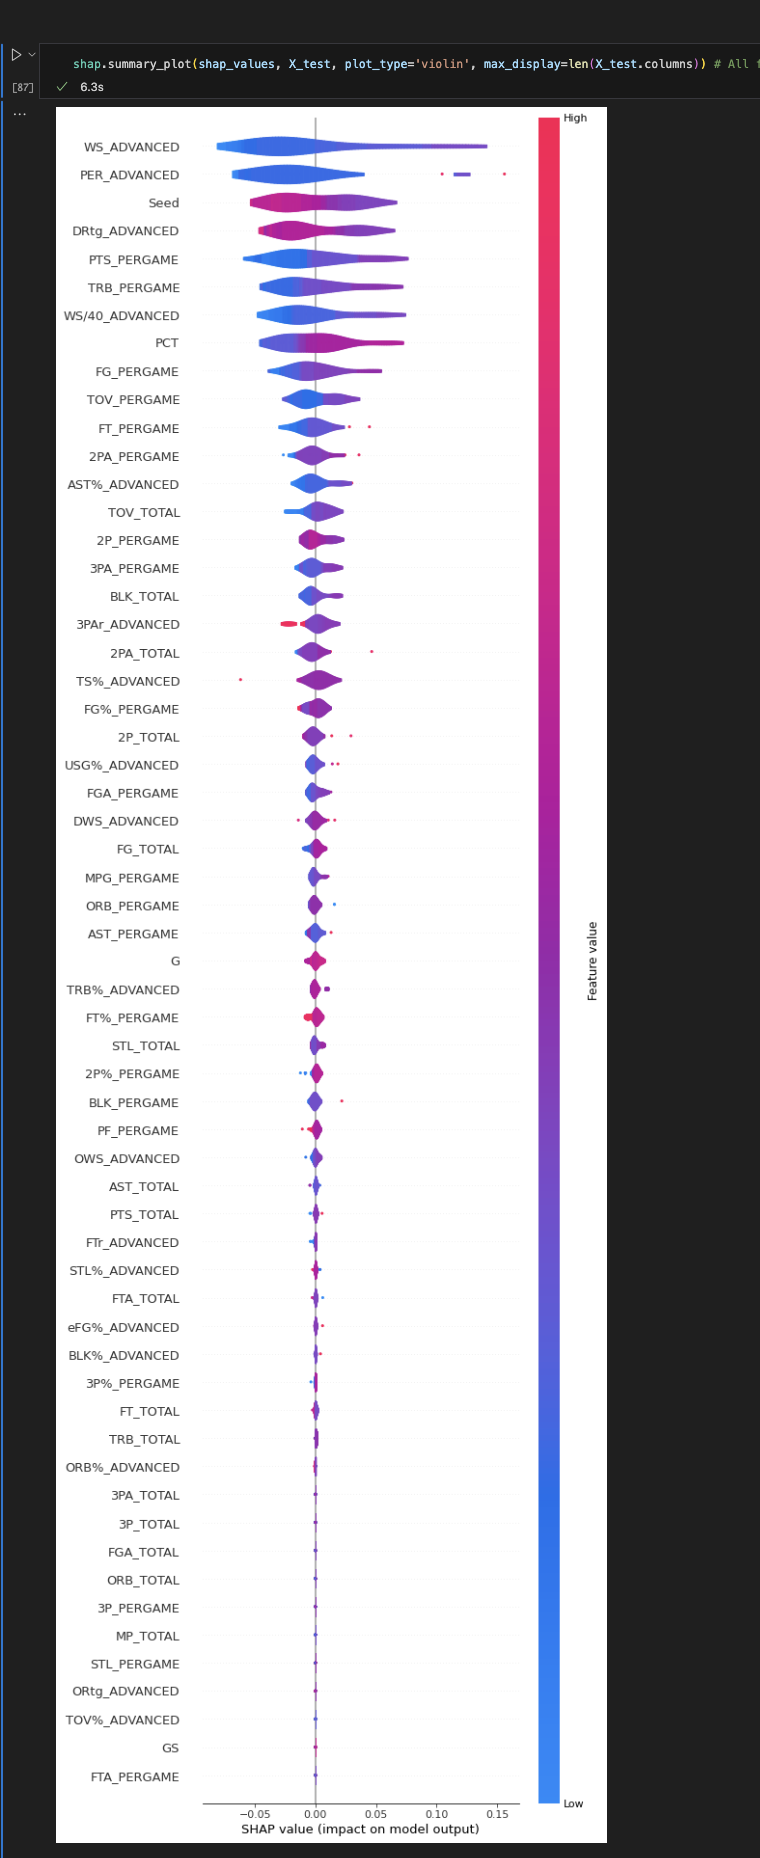 shap.summary_plot(shap_values, X_test, plot_type='violin', max_display=len(X_test.columns)) # All
[87]
6.3s
High
WS_ADVANCED
PER_ADVANCED
Seed
DRtg_ADVANCED
PTS_PERGAME
TRB_PERGAME
WS/40_ADVANCED
PCT
FG_PERGAME
TOV_PERGAME
FT_PERGAME
2PA_PERGAME
AST%_ADVANCED
TOV_TOTAL
2P_PERGAME
3PA_PERGAME
BLK_TOTAL
3PAr_ADVANCED
2PA_TOTAL
TS%_ADVANCED
FG%_PERGAME
2P_TOTAL
USG%_ADVANCED
FGA_PERGAME
DWS_ADVANCED
FG_TOTAL
MPG_PERGAME
ORB_PERGAME
AST_PERGAME
G
TRB%_ADVANCED
FT%_PERGAME
STL_TOTAL
2P%_PERGAME
BLK_PERGAME
PF_PERGAME
OWS_ADVANCED
AST_TOTAL
PTS_TOTAL
FTr_ADVANCED
STL%_ADVANCED
FTA_TOTAL
eFG%_ADVANCED
BLK%_ADVANCED
3P%_PERGAME
FT_TOTAL
TRB_TOTAL
ORB%_ADVANCED
3PA_TOTAL
3P_TOTAL
FGA_TOTAL
ORB_TOTAL
3P_PERGAME
MP_TOTAL
STL_PERGAME
ORtg_ADVANCED
TOV%_ADVANCED
GS
FTA_PERGAME
Feature value
Low
−0.05 0.00 0.05 0.10 0.15
SHAP value (impact on model output)